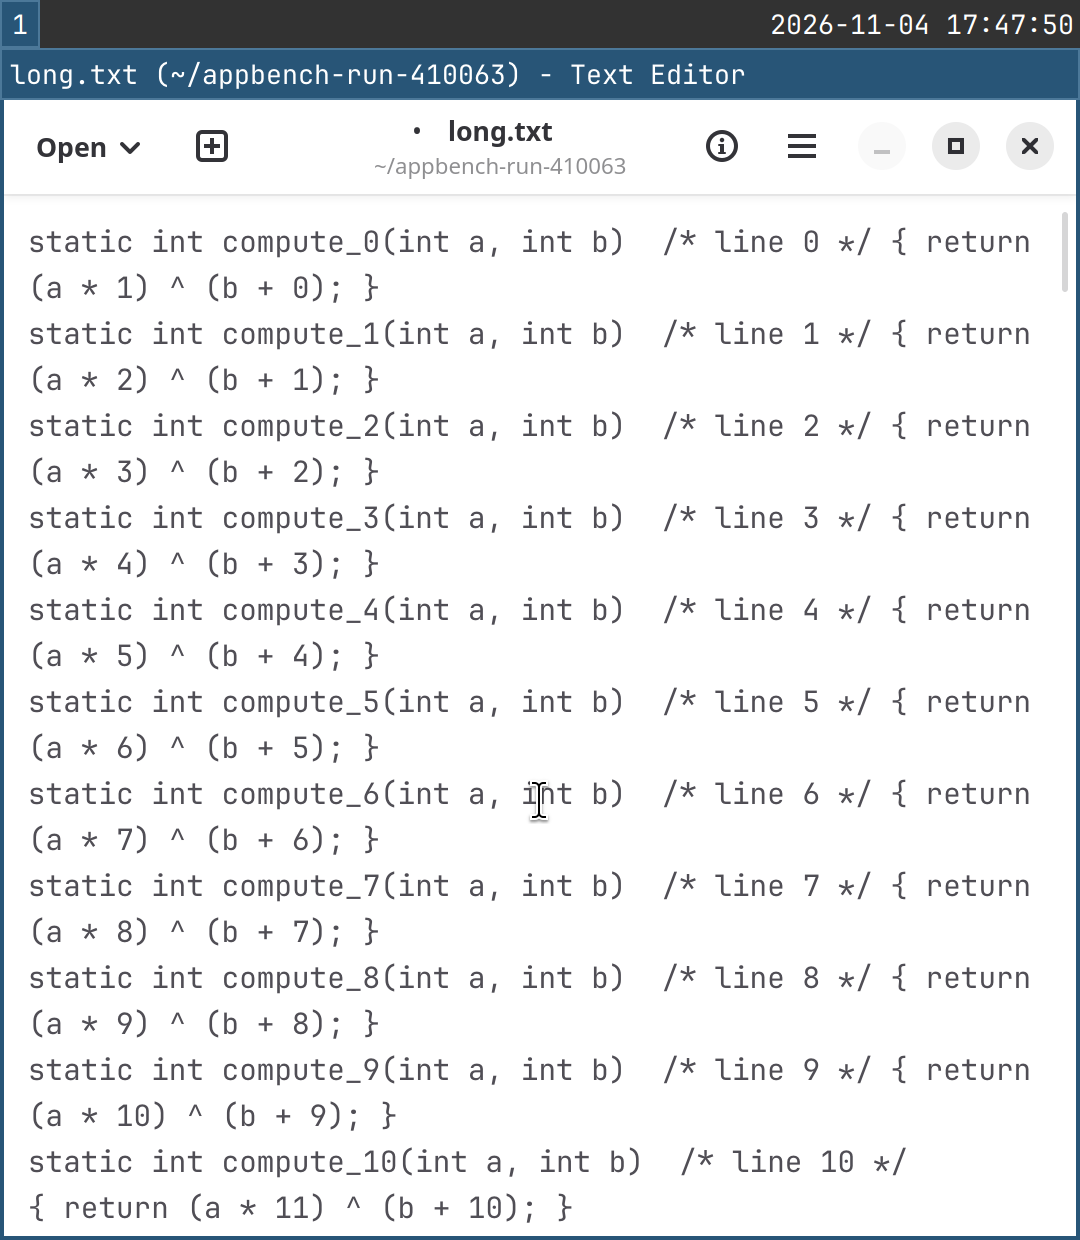 1 2026-11-04 17:47:50
long.txt (~/appbench-run-410063) - Text Editor
Open • long.txt
~/appbench-run-410063
static int compute_0(int a, int b)  /* line 0 */ { return
(a * 1) ^ (b + 0); }
static int compute_1(int a, int b)  /* line 1 */ { return
(a * 2) ^ (b + 1); }
static int compute_2(int a, int b)  /* line 2 */ { return
(a * 3) ^ (b + 2); }
static int compute_3(int a, int b)  /* line 3 */ { return
(a * 4) ^ (b + 3); }
static int compute_4(int a, int b)  /* line 4 */ { return
(a * 5) ^ (b + 4); }
static int compute_5(int a, int b)  /* line 5 */ { return
(a * 6) ^ (b + 5); }
static int compute_6(int a, int b)  /* line 6 */ { return
(a * 7) ^ (b + 6); }
static int compute_7(int a, int b)  /* line 7 */ { return
(a * 8) ^ (b + 7); }
static int compute_8(int a, int b)  /* line 8 */ { return
(a * 9) ^ (b + 8); }
static int compute_9(int a, int b)  /* line 9 */ { return
(a * 10) ^ (b + 9); }
static int compute_10(int a, int b)  /* line 10 */
{ return (a * 11) ^ (b + 10); }